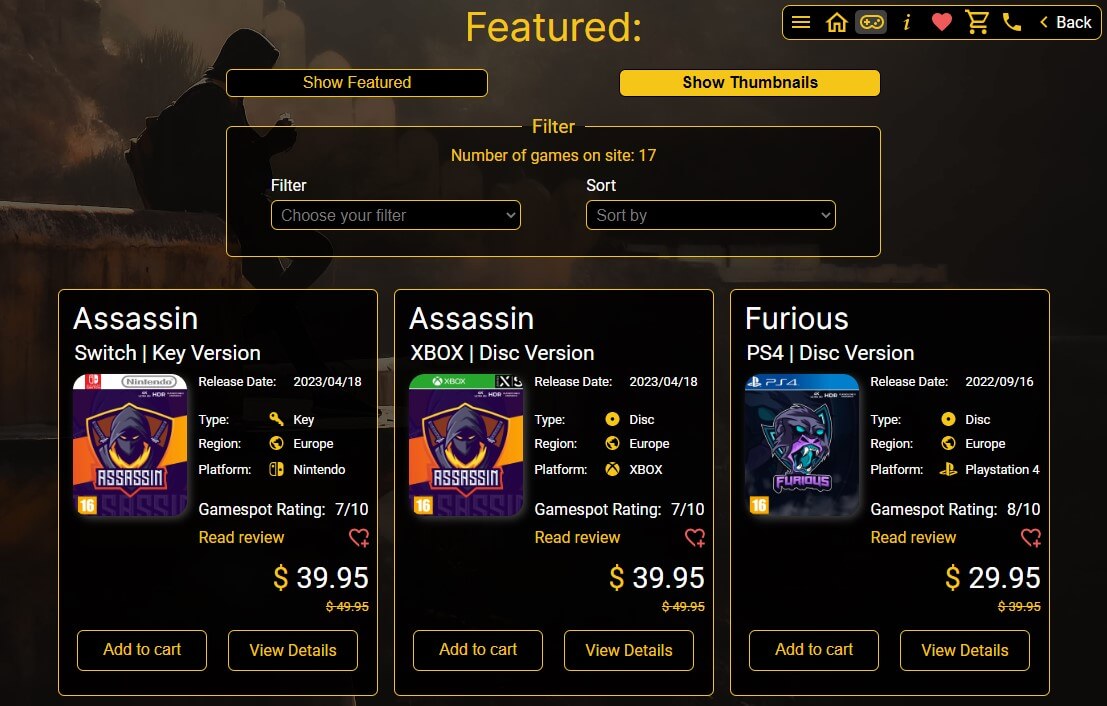 Featured:
i
Back
Show Featured
Show Thumbnails
Filter
Number of games on site: 17
Filter
Sort
Choose your filter
Sort by
Assassin
Switch | Key Version
Nintendo
HDR
ASSASSIN
16
Release Date: 2023/04/18
Type: Key
Region: Europe
Platform: Nintendo
Gamespot Rating: 7/10
Read review
$ 39.95
$ 49.95
Add to cart
View Details
Assassin
XBOX | Disc Version
XBOX
X S
HDR
ASSASSIN
16
Release Date: 2023/04/18
Type: Disc
Region: Europe
Platform: XBOX
Gamespot Rating: 7/10
Read review
$ 39.95
$ 49.95
Add to cart
View Details
Furious
PS4 | Disc Version
PS4
HDR
FURIOUS
16
Release Date: 2022/09/16
Type: Disc
Region: Europe
Platform: Playstation 4
Gamespot Rating: 8/10
Read review
$ 29.95
$ 39.95
Add to cart
View Details